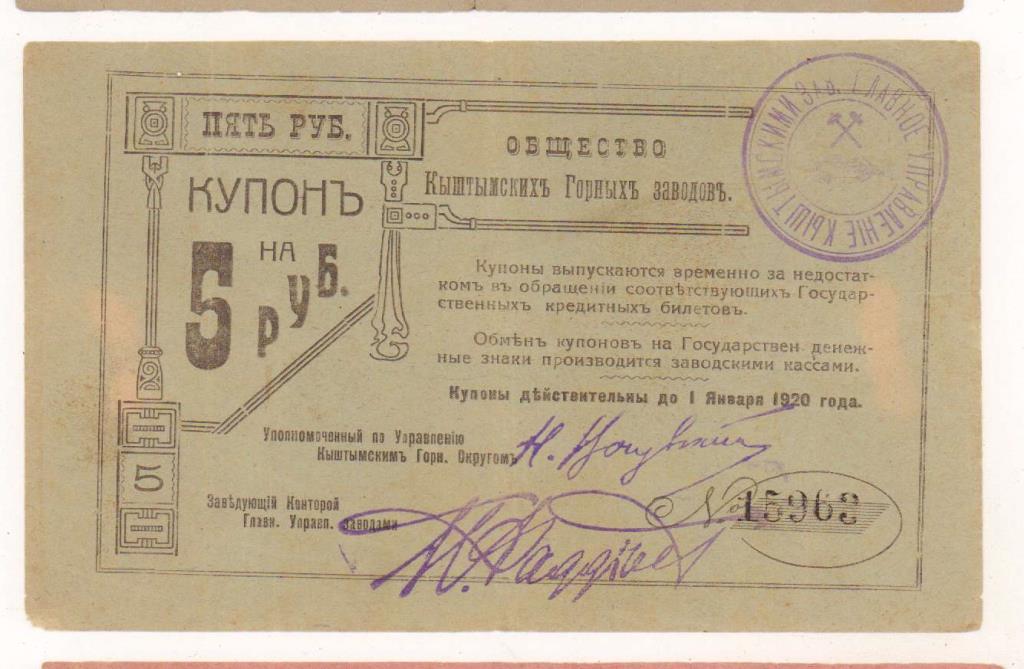 ПЯТЬ РУБ.
КУПОНЪ
НА
5 РУБ.
ОБЩЕСТВО
Кыштымскихъ Горныхъ заводовъ.
ГЛАВНОЕ УПРАВЛЕНІЕ КЫШТЫМСКИМИ ЗАВ.
Купоны выпускаются временно за недостат-
комъ въ обращеніи соотвѣтствующихъ Государ-
ственныхъ кредитныхъ билетовъ.
Обмѣнъ купоновъ на Государствен. денеж-
ные знаки производится заводскими кассами.
Купоны дѣйствительны до 1 Января 1920 года.
Уполномоченный по Управленію
Кыштымскимъ Горн. Округомъ
5
Завѣдующій Конторой
Главн. Управл. заводами
№ 15963